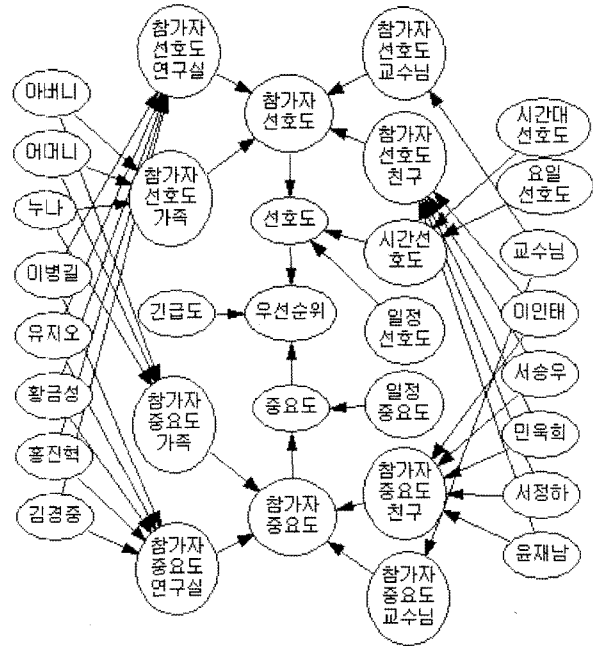 참가자
선호도
연구실
참가자
선호도
교수님
아버니
참가자
선호도
시간대
선호도
어머니
참가자
선호도
친구
참가자
선호도
가족
요일
선호도
누나
선호도
시간선
호도
교수님
이병길
긴급도
우선순위
일정
선호도
이인태
유지오
서승우
황금성
참가자
중요도
가족
중요도
일정
중요도
민욱희
홍진혁
참가자
중요도
친구
서정하
김경중
참가자
중요도
참가자
중요도
연구실
윤재남
참가자
중요도
교수님